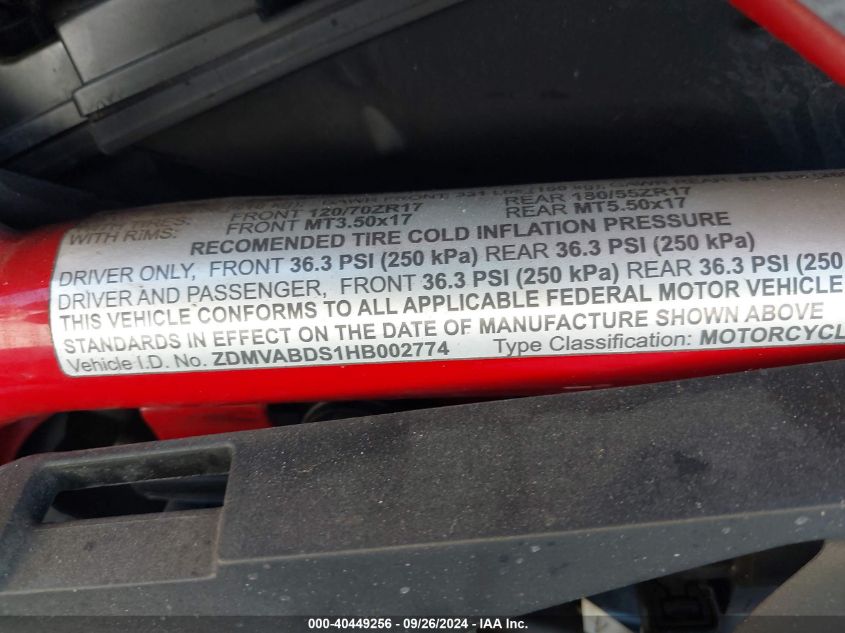 FRONT 120/70ZR17 REAR 180/55ZR17
WITH RIMS: FRONT MT3.50x17 REAR MT5.50x17
RECOMENDED TIRE COLD INFLATION PRESSURE
DRIVER ONLY, FRONT 36.3 PSI (250 kPa) REAR 36.3 PSI (250 kPa)
DRIVER AND PASSENGER, FRONT 36.3 PSI (250 kPa) REAR 36.3 PSI (250
THIS VEHICLE CONFORMS TO ALL APPLICABLE FEDERAL MOTOR VEHICLE
STANDARDS IN EFFECT ON THE DATE OF MANUFACTURE SHOWN ABOVE
Vehicle I.D. No. ZDMVABDS1HB002774 Type Classification: MOTORCYCL
000-40449256 - 09/26/2024 - IAA Inc.